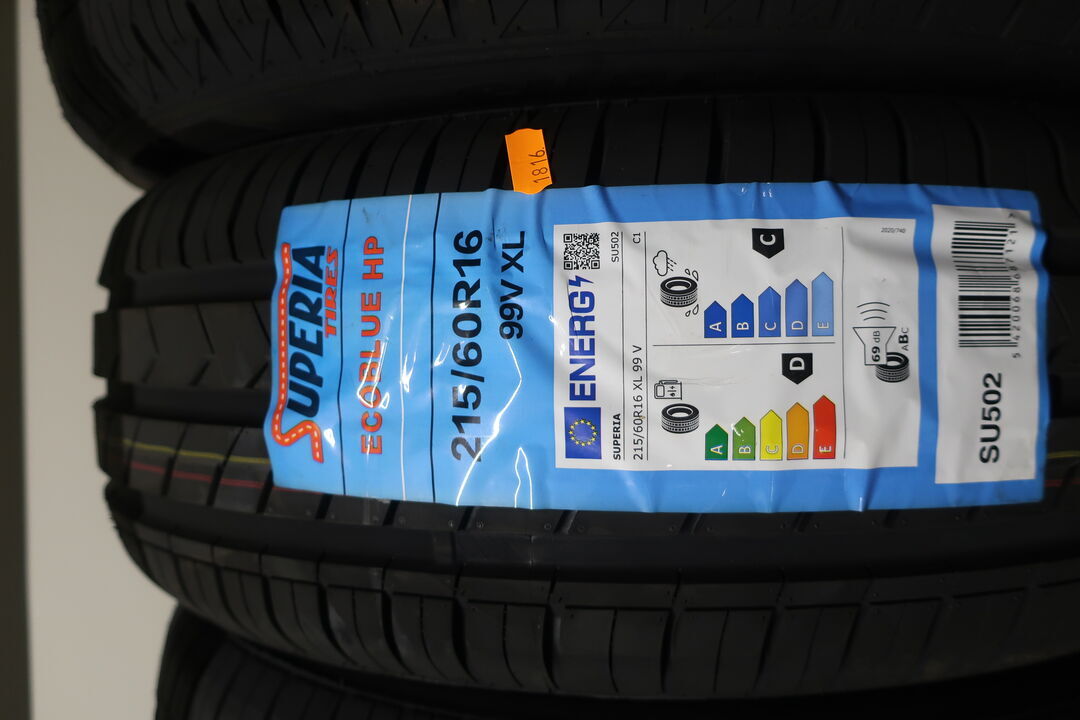 SUPERIA
TIRES
ECOBLUE HP
215/60R16
99V XL
1816.
ENERG
SUPERIA
SU502
215/60R16 XL 99 V
C1
A
B
C
D
E
D
A
B
C
D
E
C
69 dB
ABC
2020/740
SU502